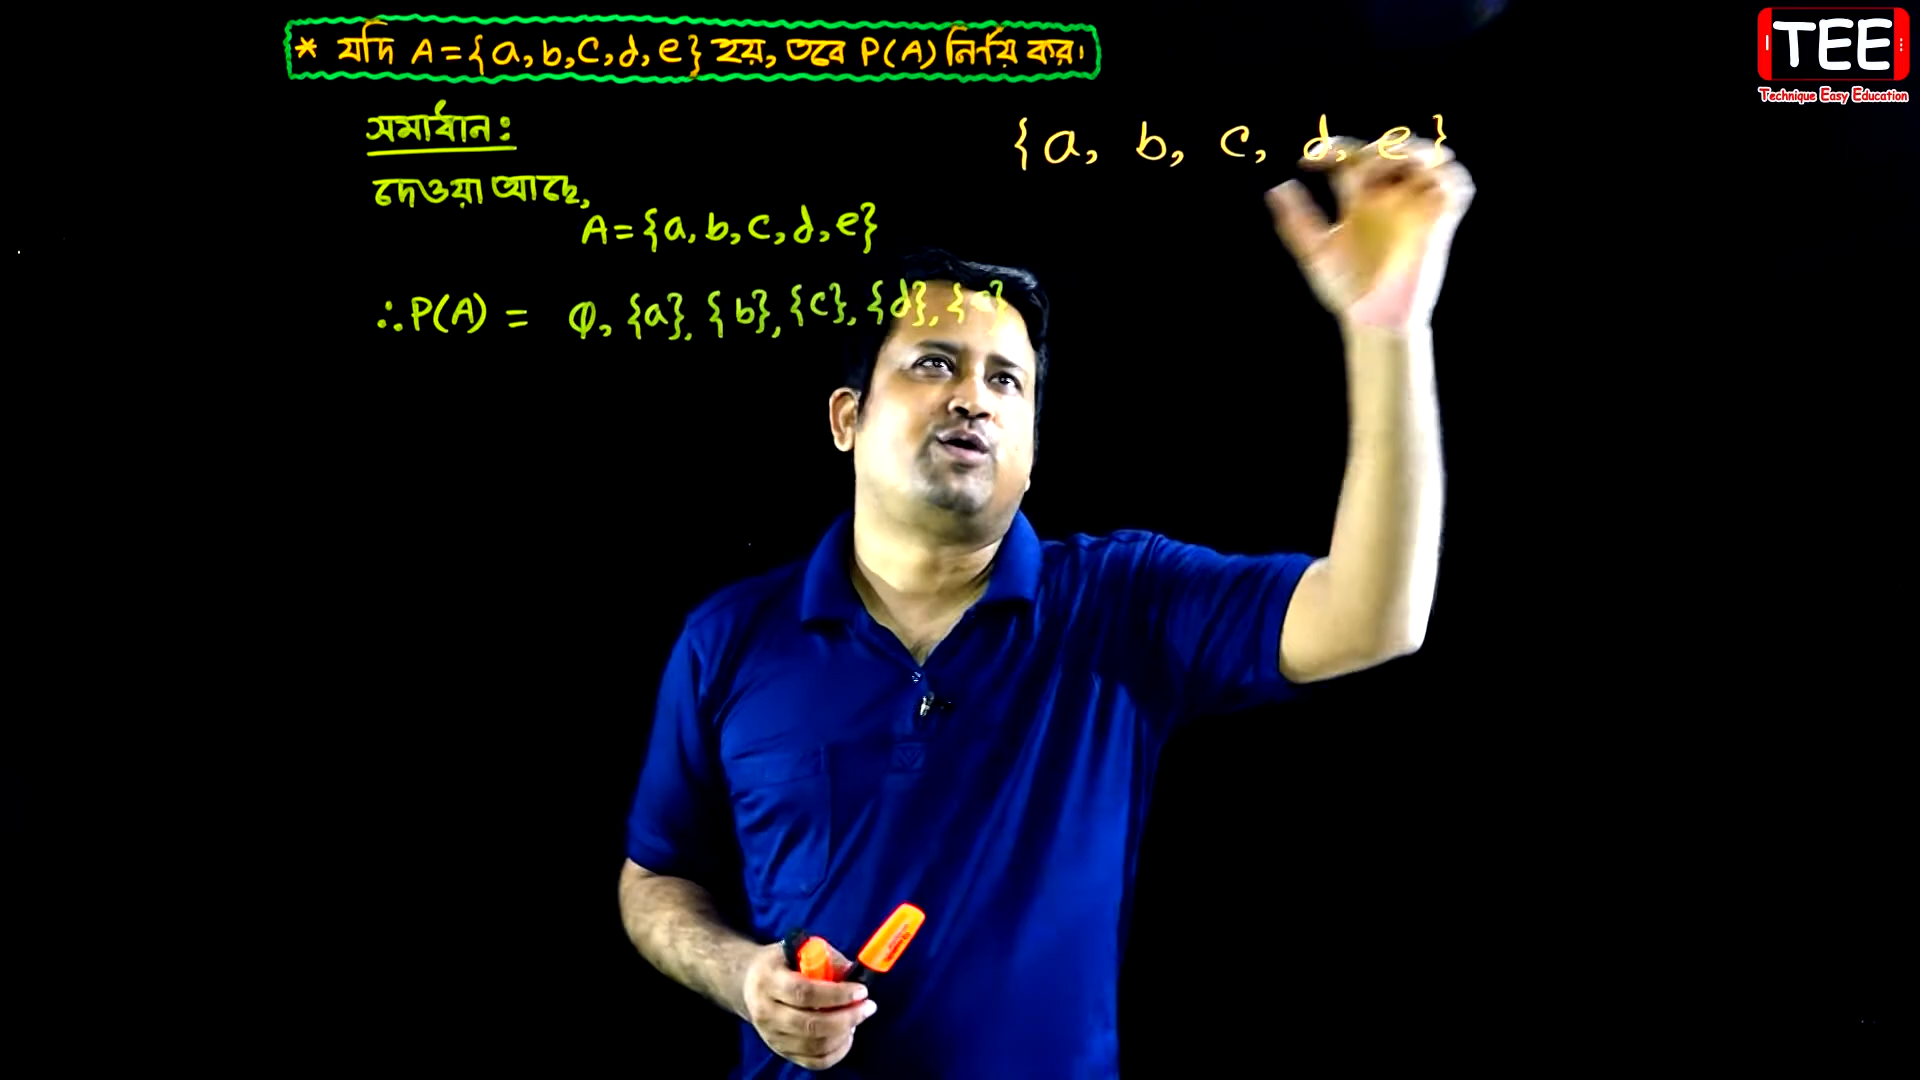 * যদি A={a,b,c,d,e} হয়, তবে P(A) নির্ণয় কর।
TEE
Technique Easy Education
সমাধান:
{a, b, c, d, e}
দেওয়া আছে,
A={a,b,c,d,e}
∴P(A) = φ, {a}, {b}, {c}, {d}, {e}